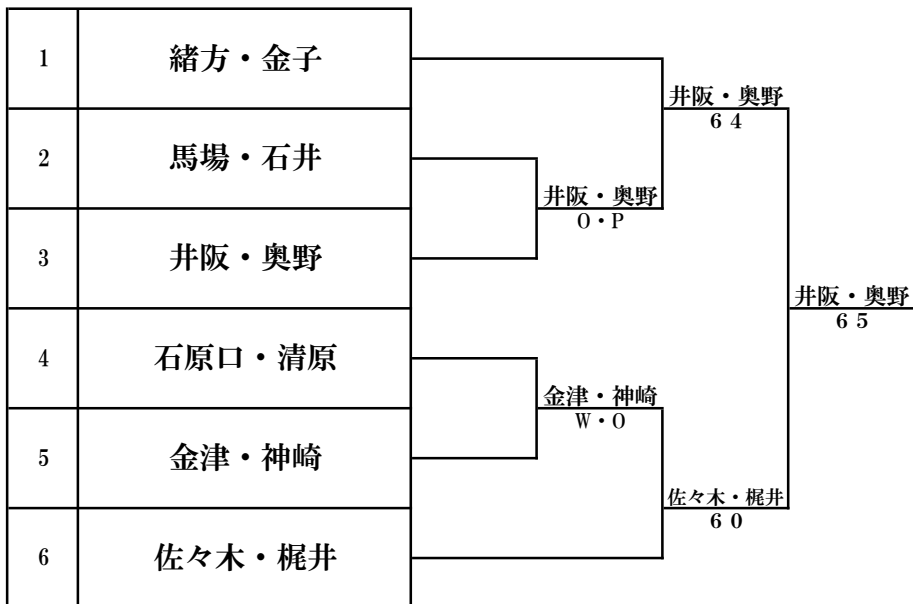 1 緒方・金子
2 馬場・石井
3 井阪・奥野
4 石原口・清原
5 金津・神崎
6 佐々木・梶井
井阪・奥野
O・P
金津・神崎
W・O
井阪・奥野
6 4
佐々木・梶井
6 0
井阪・奥野
6 5